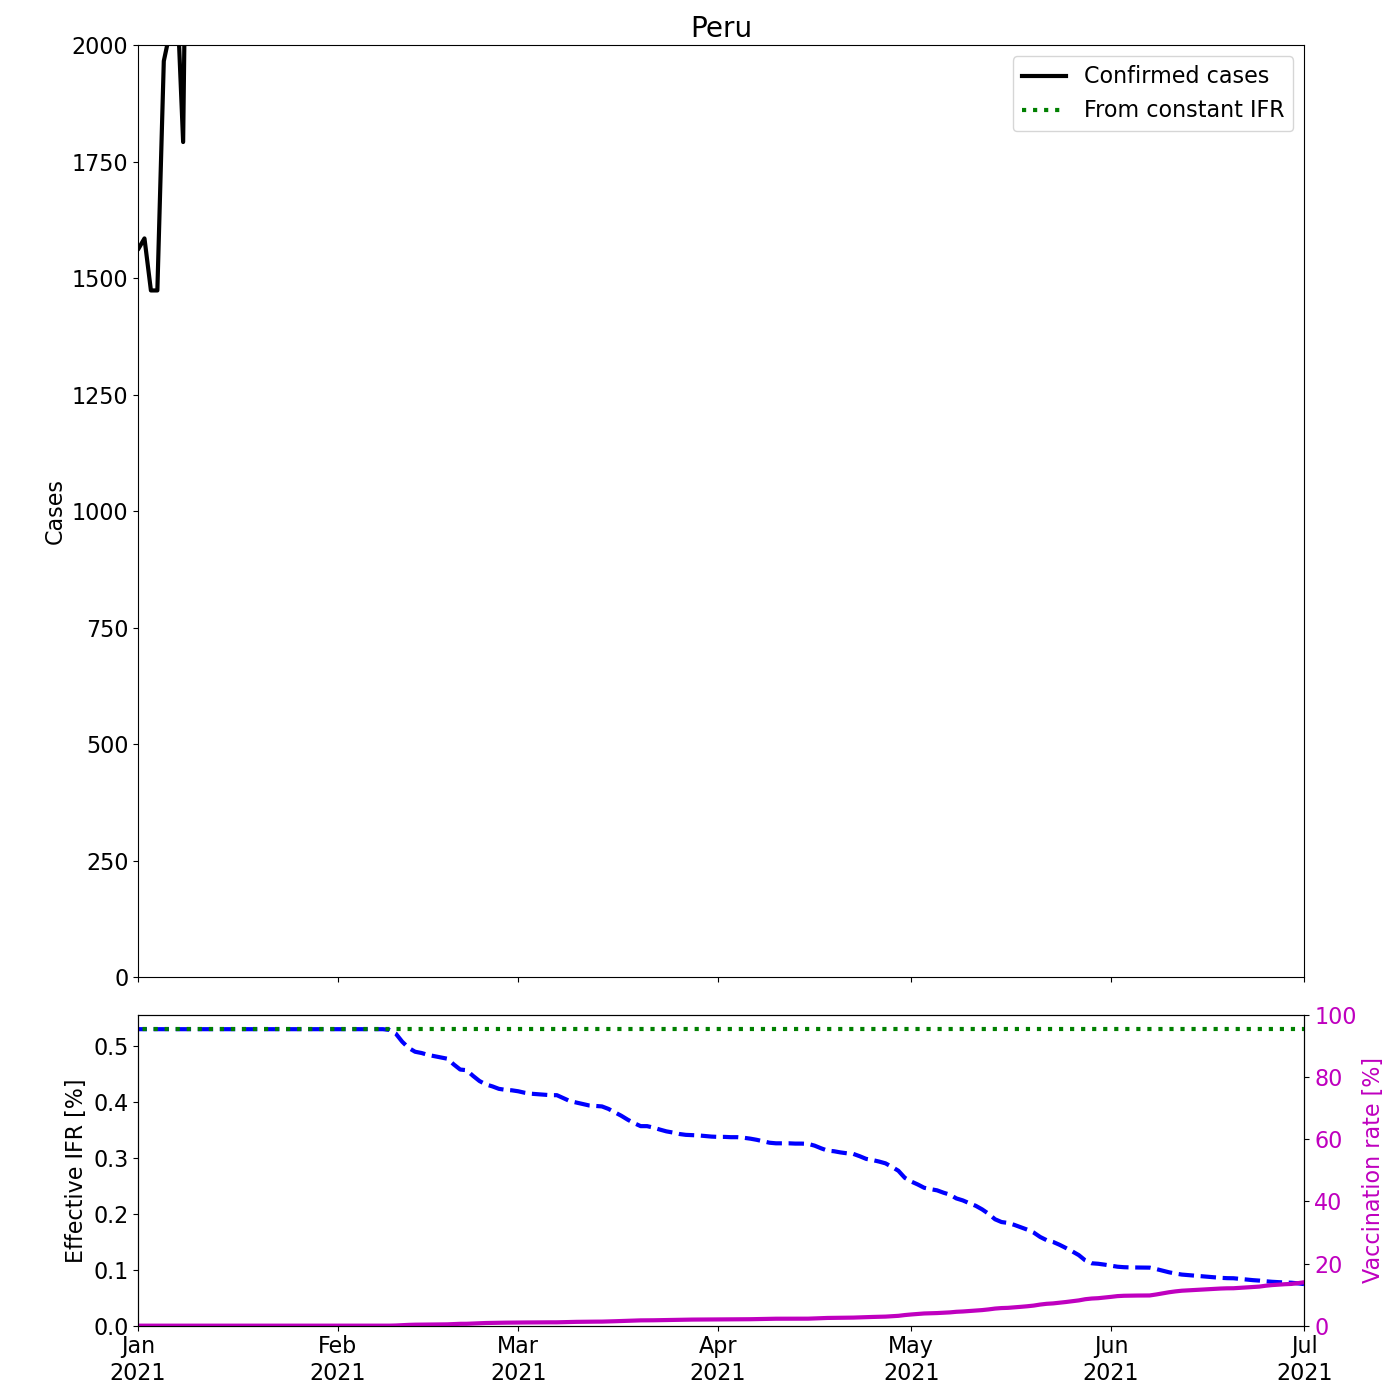 Peru
2000
1750
1500
1250
1000
750
500
250
0
Cases
Confirmed cases
From constant IFR
0.5
0.4
0.3
0.2
0.1
0.0
Effective IFR [%]
100
80
60
40
20
0
Vaccination rate [%]
Jan Feb Mar Apr May Jun Jul
2021 2021 2021 2021 2021 2021 2021